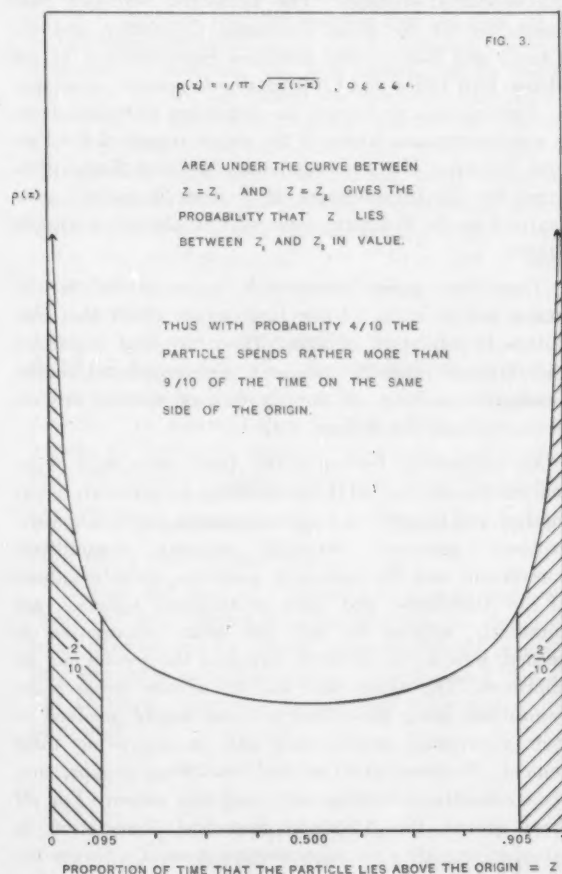 FIG. 3.
p(z) = 1/π √z(1-z) , 0 ≤ z ≤ 1
AREA UNDER THE CURVE BETWEEN
Z = Z₁ AND Z = Z₂ GIVES THE
p(z)
PROBABILITY THAT Z LIES
BETWEEN Z₁ AND Z₂ IN VALUE.
THUS WITH PROBABILITY 4/10 THE
PARTICLE SPENDS RATHER MORE THAN
9/10 OF THE TIME ON THE SAME
SIDE OF THE ORIGIN.
2/10
2/10
0 .095 0.500 .905
PROPORTION OF TIME THAT THE PARTICLE LIES ABOVE THE ORIGIN = Z